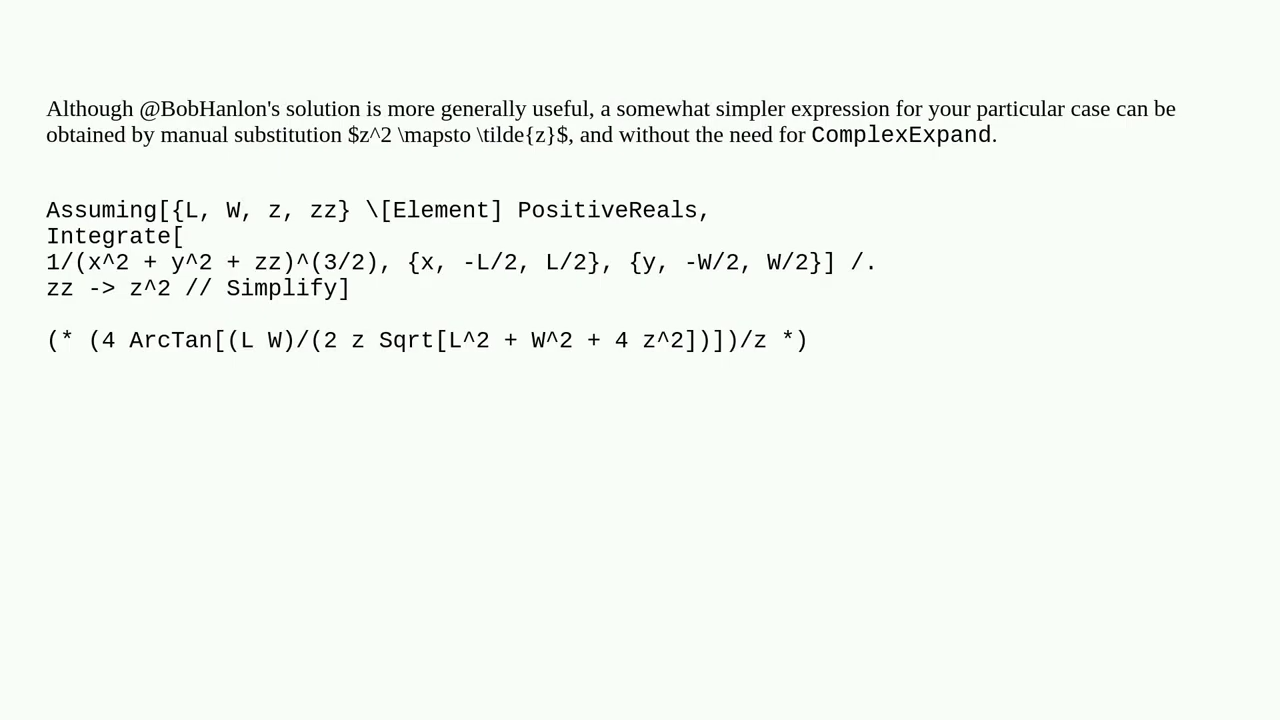 Although @BobHanlon's solution is more generally useful, a somewhat simpler expression for your particular case can be
obtained by manual substitution $z^2 \mapsto \tilde{z}$, and without the need for ComplexExpand.
Assuming[{L, W, z, zz} \[Element] PositiveReals,
Integrate[
1/(x^2 + y^2 + zz)^(3/2), {x, -L/2, L/2}, {y, -W/2, W/2}] /.
zz -> z^2 // Simplify]
(* (4 ArcTan[(L W)/(2 z Sqrt[L^2 + W^2 + 4 z^2])])/z *)